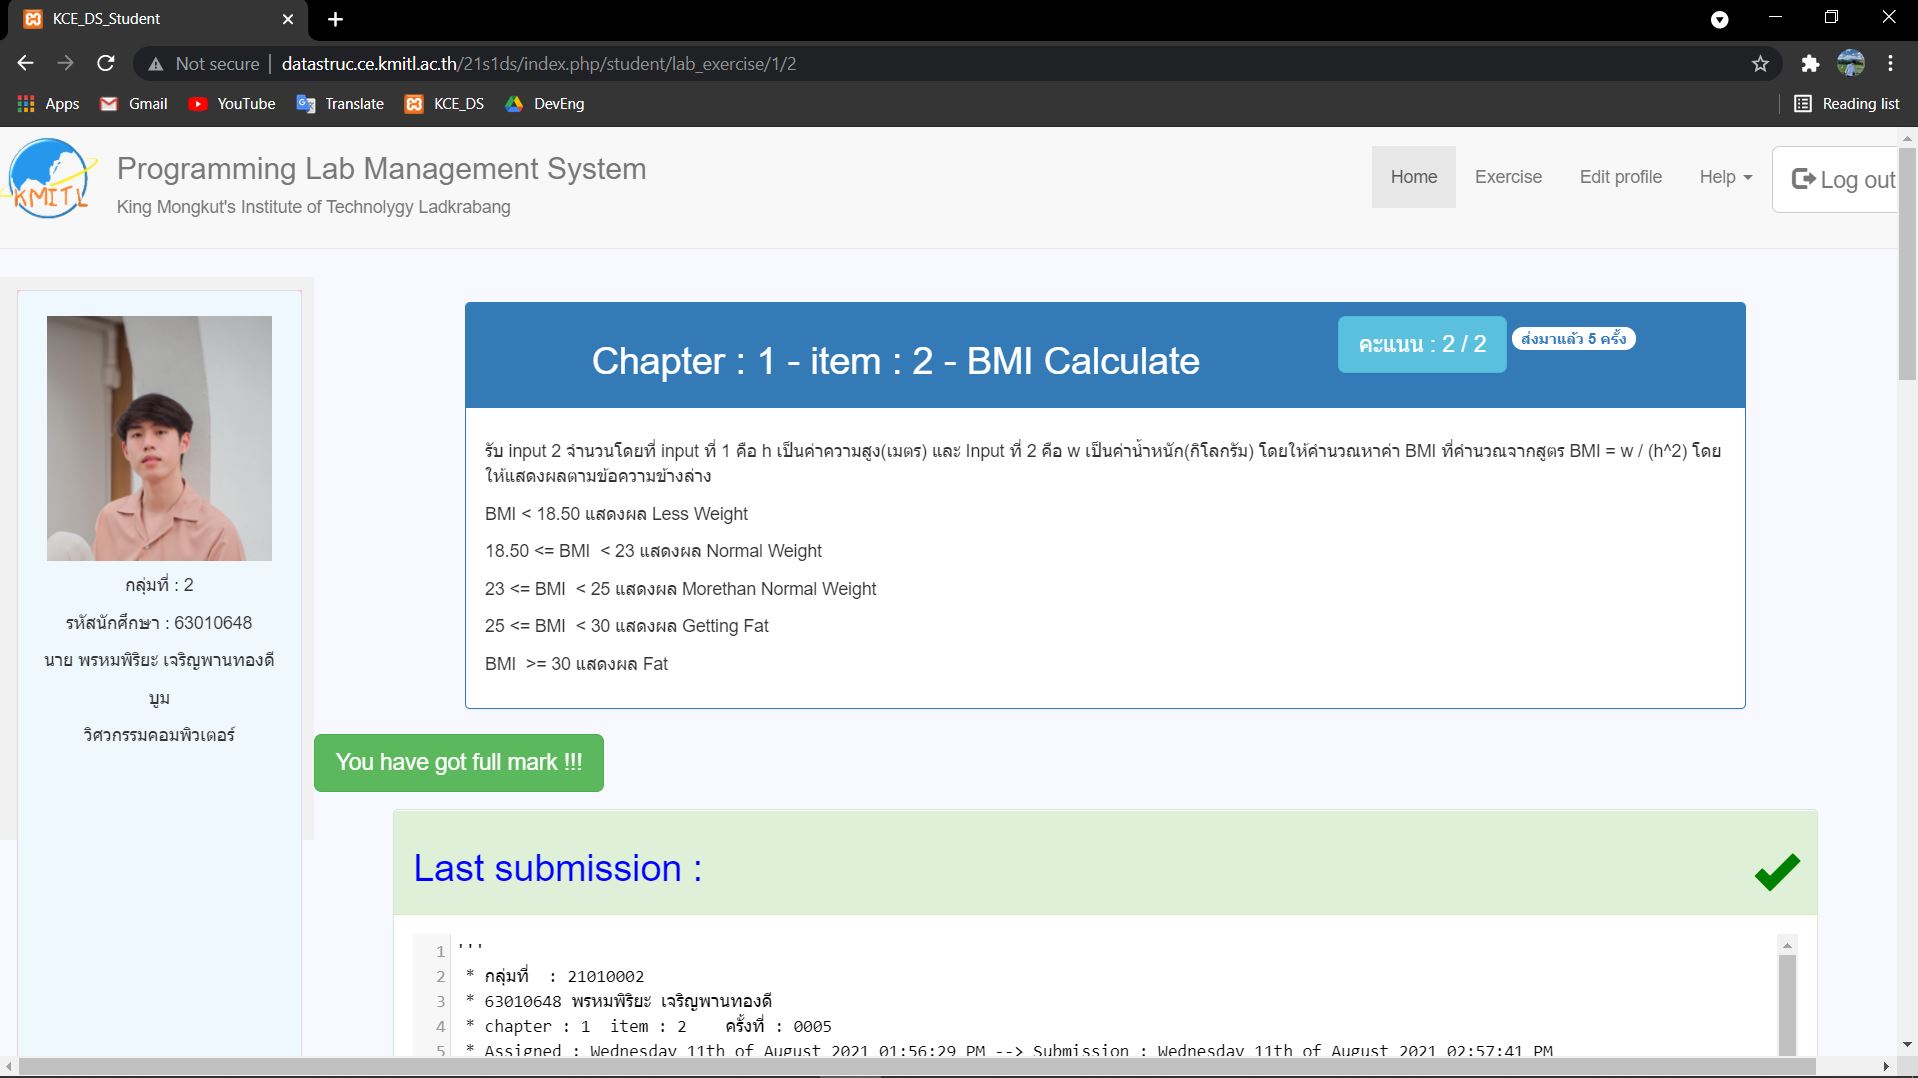 KCE_DS_Student
Not secure
datastruc.ce.kmitl.ac.th/21s1ds/index.php/student/lab_exercise/1/2
Apps
Gmail
YouTube
Translate
KCE_DS
DevEng
Reading list
KMITL
Programming Lab Management System
King Mongkut's Institute of Technolygy Ladkrabang
Home
Exercise
Edit profile
Help
Log out
กลุ่มที่ : 2
รหัสนักศึกษา : 63010648
นาย พรหมพิริยะ เจริญพานทองดี
บูม
วิศวกรรมคอมพิวเตอร์
Chapter : 1 - item : 2 - BMI Calculate
คะแนน : 2 / 2
ส่งมาแล้ว 5 ครั้ง
รับ input 2 จำนวนโดยที่ input ที่ 1 คือ h เป็นค่าความสูง(เมตร) และ Input ที่ 2 คือ w เป็นค่าน้ำหนัก(กิโลกรัม) โดยให้คำนวณหาค่า BMI ที่คำนวณจากสูตร BMI = w / (h^2) โดย
ให้แสดงผลตามข้อความข้างล่าง
BMI < 18.50 แสดงผล Less Weight
18.50 <= BMI < 23 แสดงผล Normal Weight
23 <= BMI < 25 แสดงผล Morethan Normal Weight
25 <= BMI < 30 แสดงผล Getting Fat
BMI >= 30 แสดงผล Fat
You have got full mark !!!
Last submission :
1 '''
2 * กลุ่มที่ : 21010002
3 * 63010648 พรหมพิริยะ เจริญพานทองดี
4 * chapter : 1 item : 2 ครั้งที่ : 0005
5 * Assigned : Wednesday 11th of August 2021 01:56:29 PM --> Submission : Wednesday 11th of August 2021 02:57:41 PM